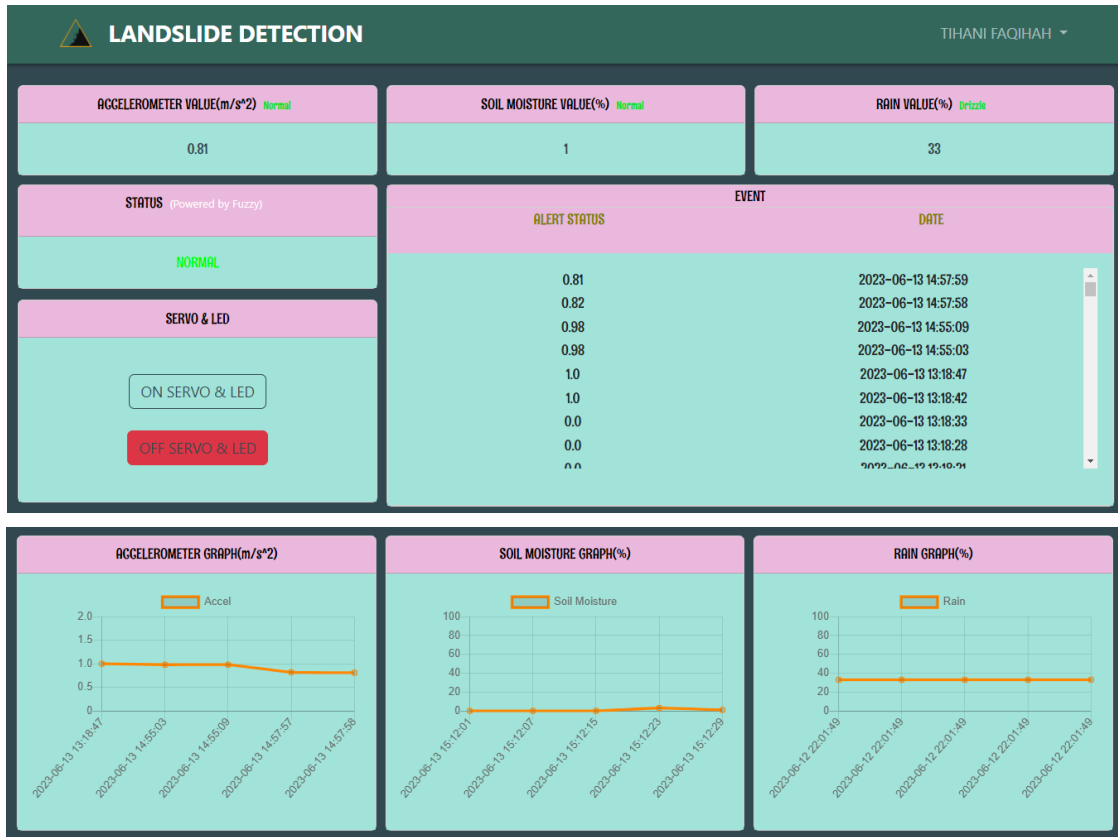 LANDSLIDE DETECTION
TIHANI FAQIHAH
ACCELEROMETER VALUE(m/s^2) Normal
0.81
SOIL MOISTURE VALUE(%) Normal
1
RAIN VALUE(%) Drizzle
33
STATUS (Powered by Fuzzy)
NORMAL
SERVO & LED
ON SERVO & LED
OFF SERVO & LED
EVENT
ALERT STATUS DATE
0.81 2023-06-13 14:57:59
0.82 2023-06-13 14:57:58
0.98 2023-06-13 14:55:09
0.98 2023-06-13 14:55:03
1.0 2023-06-13 13:18:47
1.0 2023-06-13 13:18:42
0.0 2023-06-13 13:18:33
0.0 2023-06-13 13:18:28
0.0 2023-06-13 13:18:21
ACCELEROMETER GRAPH(m/s^2)
Accel
2.0
1.5
1.0
0.5
0
2023-06-13 13:18:47
2023-06-13 14:55:03
2023-06-13 14:55:09
2023-06-13 14:57:57
2023-06-13 14:57:58
SOIL MOISTURE GRAPH(%)
Soil Moisture
100
80
60
40
20
0
2023-06-13 15:12:01
2023-06-13 15:12:07
2023-06-13 15:12:15
2023-06-13 15:12:23
2023-06-13 15:12:29
RAIN GRAPH(%)
Rain
100
80
60
40
20
0
2023-06-12 22:01:49
2023-06-12 22:01:49
2023-06-12 22:01:49
2023-06-12 22:01:49
2023-06-12 22:01:49